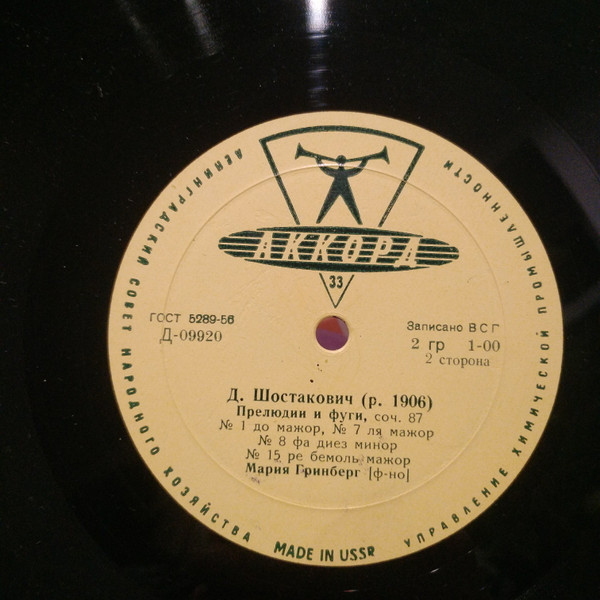 ЛЕНИНГРАДСКИЙ СОВЕТ НАРОДНОГО ХОЗЯЙСТВА
УПРАВЛЕНИЕ ХИМИЧЕСКОЙ ПРОМЫШЛЕННОСТИ
АККОРД
33
ГОСТ 5289-56
Д-09920
Записано ВСГ
2 гр 1-00
2 сторона
Д. Шостакович (р. 1906)
Прелюдии и фуги, соч. 87
№ 1 до мажор, № 7 ля мажор
№ 8 фа диез минор
№ 15 ре бемоль мажор
Мария Гринберг [ф-но]
MADE IN USSR